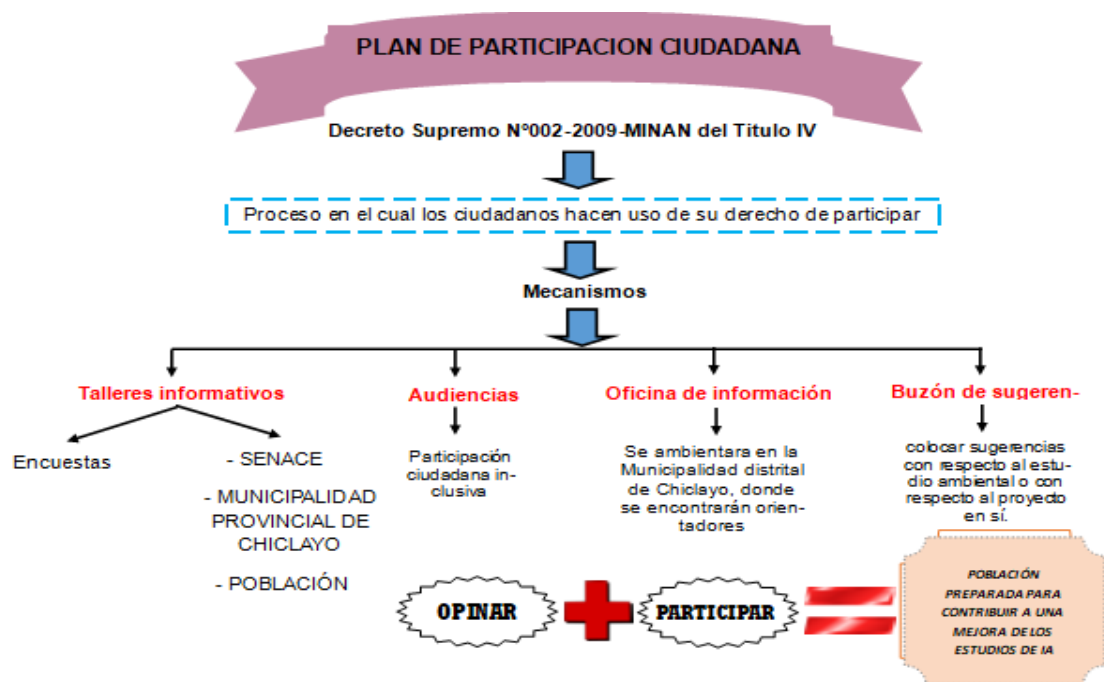 PLAN DE PARTICIPACION CIUDADANA
Decreto Supremo Nº002-2009-MINAN del Titulo IV
Proceso en el cual los ciudadanos hacen uso de su derecho de participar
Mecanismos
Talleres informativos
Encuestas
- SENACE
- MUNICIPALIDAD
PROVINCIAL DE
CHICLAYO
- POBLACIÓN
Audiencias
Participación
ciudadana in-
clusiva
Oficina de información
Se ambientara en la
Municipalidad distrital
de Chiclayo, donde
se encontrarán orien-
tadores
Buzón de sugeren-
colocar sugerencias
con respecto al estu-
dio ambiental o con
respecto al proyecto
en sí.
OPINAR
PARTICIPAR
POBLACIÓN
PREPARADA PARA
CONTRIBUIR A UNA
MEJORA DE LOS
ESTUDIOS DE IA